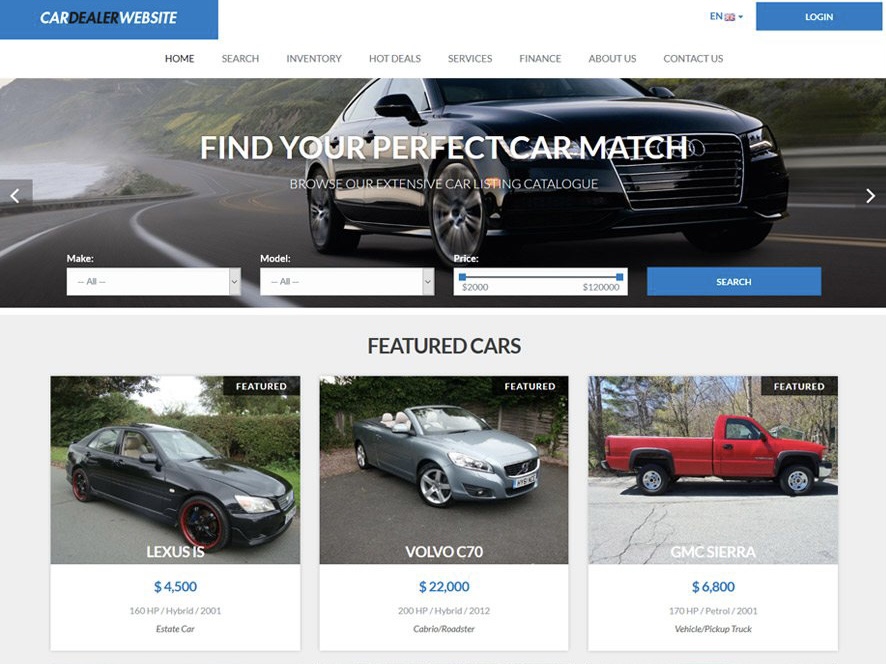 CARDEALERWEBSITE
EN
LOGIN
HOME SEARCH INVENTORY HOT DEALS SERVICES FINANCE ABOUT US CONTACT US
FIND YOUR PERFECT CAR MATCH
BROWSE OUR EXTENSIVE CAR LISTING CATALOGUE
Make: Model: Price:
-- All -- -- All -- $2000 $120000 SEARCH
FEATURED CARS
FEATURED FEATURED FEATURED
LEXUS IS VOLVO C70 GMC SIERRA
$ 4,500 $ 22,000 $ 6,800
160 HP / Hybrid / 2001 200 HP / Hybrid / 2012 170 HP / Petrol / 2001
Estate Car Cabrio/Roadster Vehicle/Pickup Truck